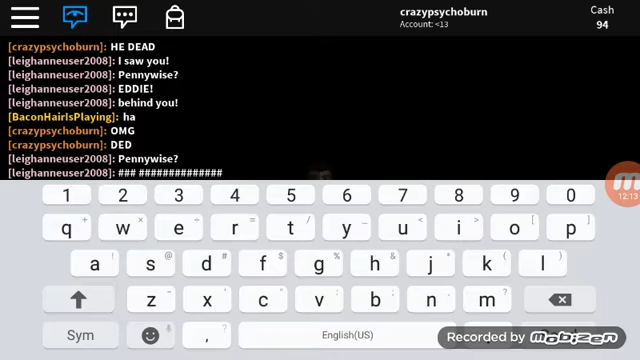 crazypsychoburn
Account: <13
Cash
94
[crazypsychoburn]: HE DEAD
[leighanneuser2008]: I saw you!
[leighanneuser2008]: Pennywise?
[leighanneuser2008]: EDDIE!
[leighanneuser2008]: behind you!
[BaconHairIsPlaying]: ha
[crazypsychoburn]: OMG
[crazypsychoburn]: DED
[leighanneuser2008]: Pennywise?
[leighanneuser2008]: ### ##############
12:13
1 2 3 4 5 6 7 8 9 0
q w e r t y u i o p
a s d f g h j k l
z x c v b n m
Sym , English(US)
Recorded by mobizen